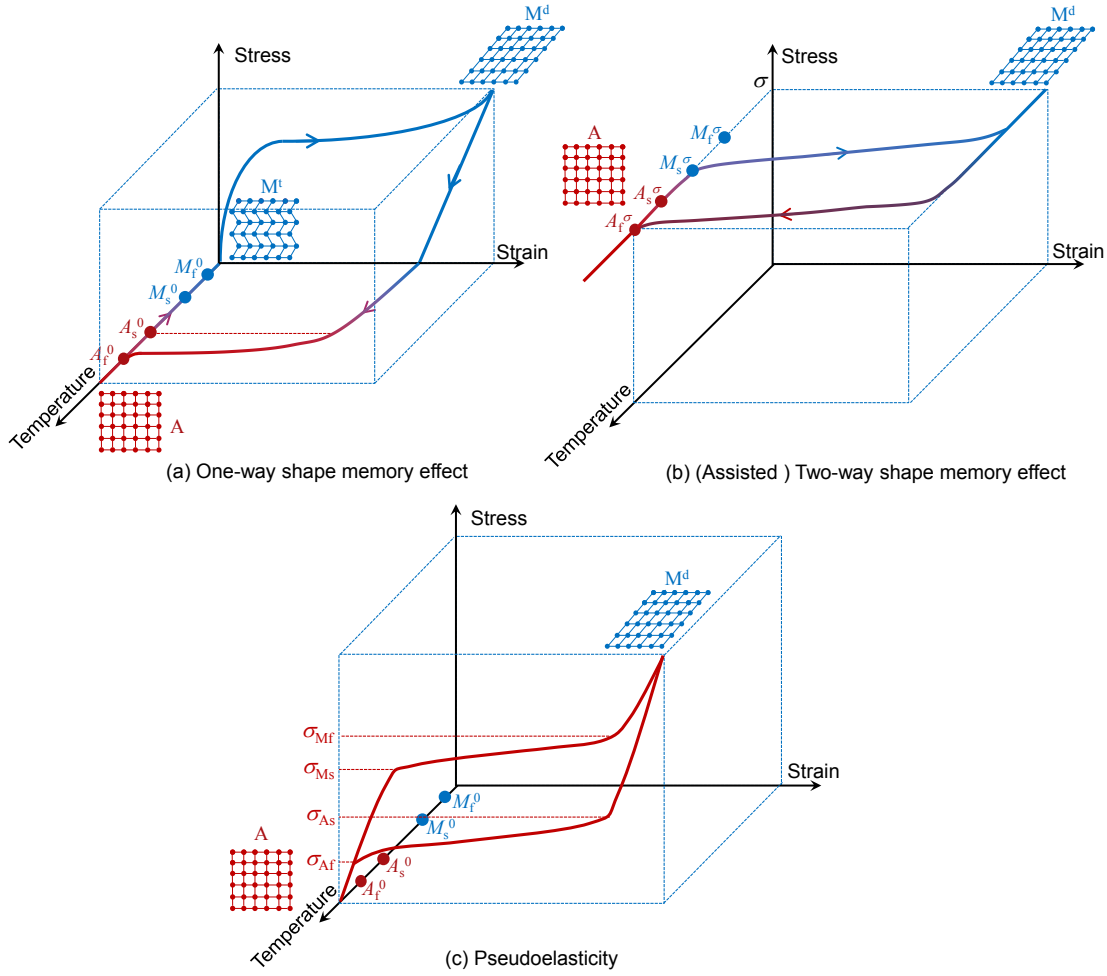 M^d
Stress
M^t
Strain
M_f^0
M_s^0
A_s^0
A_f^0
Temperature
A
(a) One-way shape memory effect
M^d
Stress
σ
A
M_f^σ
M_s^σ
A_s^σ
A_f^σ
Strain
Temperature
(b) (Assisted ) Two-way shape memory effect
Stress
M^d
σ_Mf
σ_Ms
Strain
M_f^0
σ_As
M_s^0
A
σ_Af
A_s^0
A_f^0
Temperature
(c) Pseudoelasticity